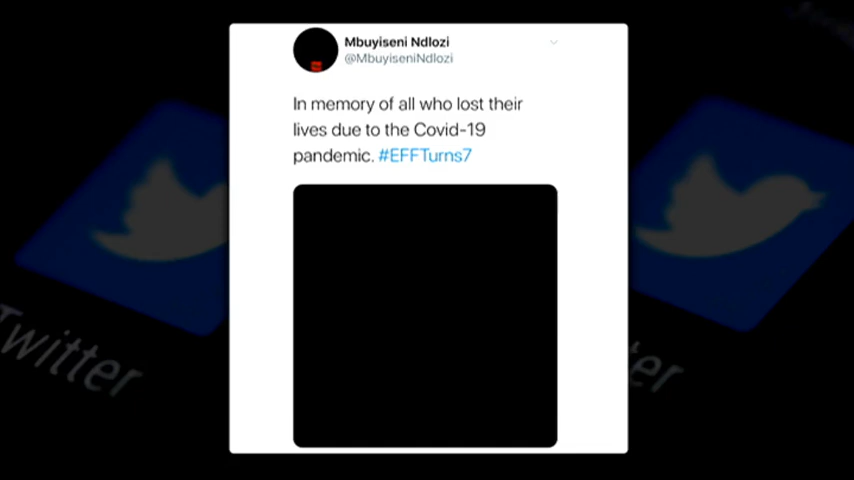 Mbuyiseni Ndlozi
@MbuyiseniNdlozi
In memory of all who lost their
lives due to the Covid-19
pandemic. #EFFTurns7
Twitter
ter